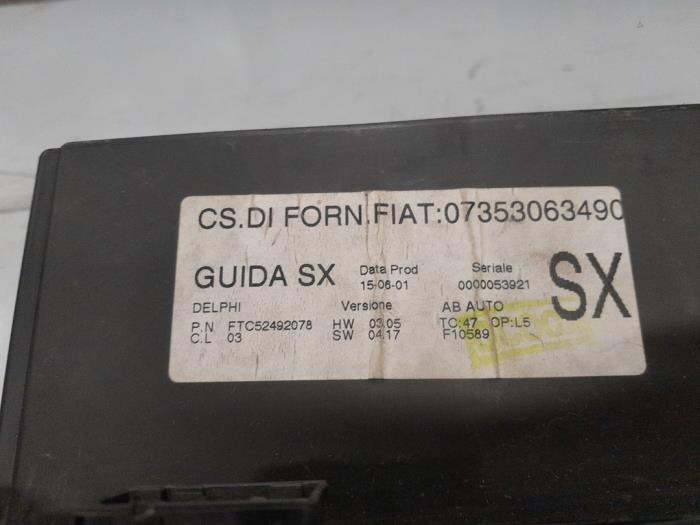 CS.DI FORN.FIAT:07353063490
GUIDA SX
Data Prod
15-06-01
Seriale
0000053921
SX
DELPHI
Versione
AB AUTO
P.N FTC52492078
HW 03.05
TC:47 OP:L5
C.L 03
SW 04.17
F10589